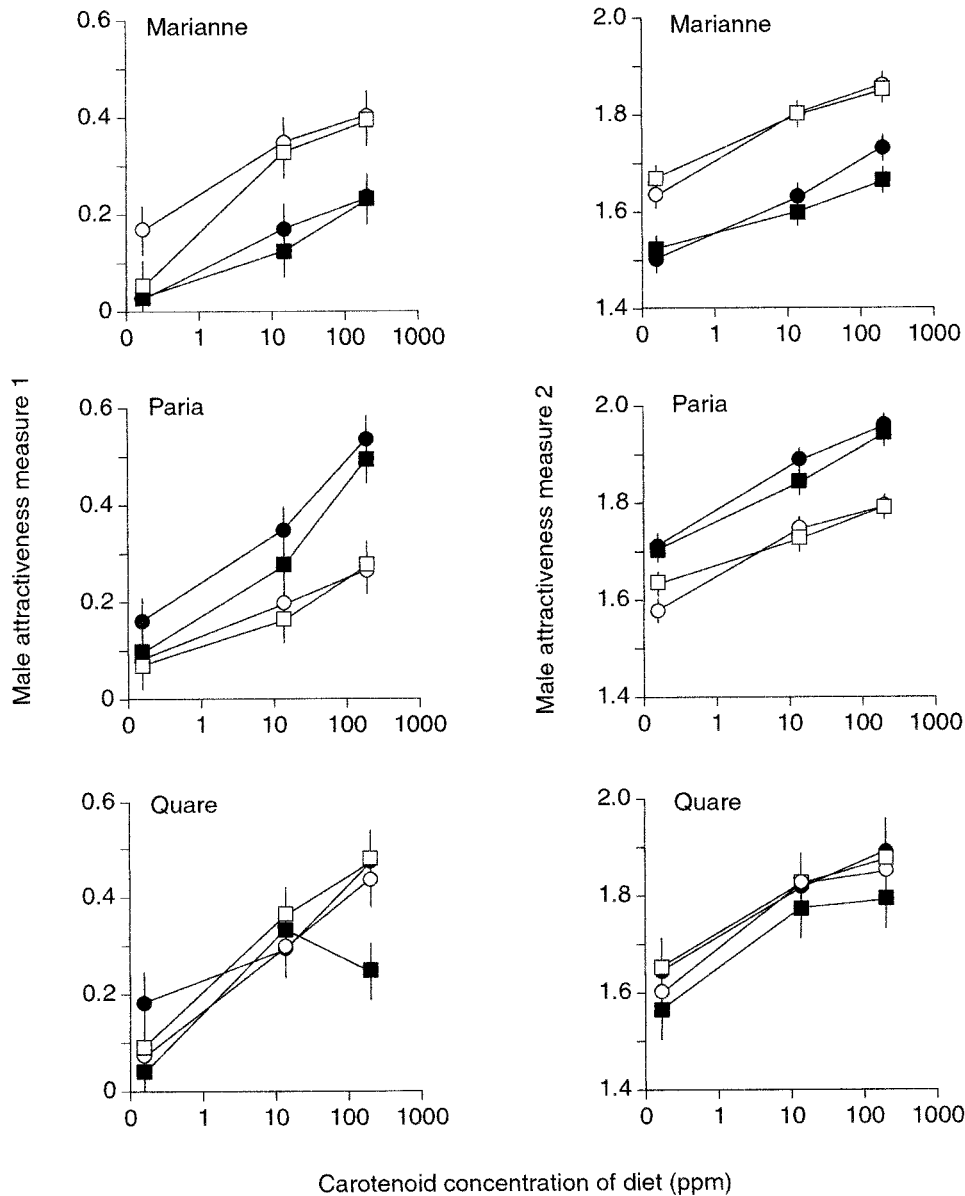 Marianne
0.6
0.4
0.2
0
0 1 10 100 1000
Marianne
2.0
1.8
1.6
1.4
0 1 10 100 1000
Male attractiveness measure 1
Paria
0.6
0.4
0.2
0
0 1 10 100 1000
Male attractiveness measure 2
Paria
2.0
1.8
1.6
1.4
0 1 10 100 1000
Quare
0.6
0.4
0.2
0
0 1 10 100 1000
Quare
2.0
1.8
1.6
1.4
0 1 10 100 1000
Carotenoid concentration of diet (ppm)